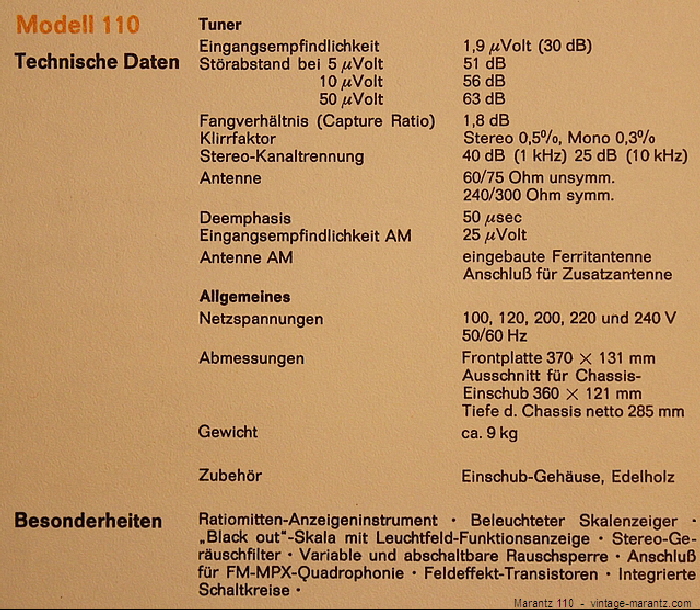 Modell 110
Technische Daten
Tuner
Eingangsempfindlichkeit 1,9 µVolt (30 dB)
Störabstand bei 5 µVolt 51 dB
10 µVolt 56 dB
50 µVolt 63 dB
Fangverhältnis (Capture Ratio) 1,8 dB
Klirrfaktor Stereo 0,5%, Mono 0,3%
Stereo-Kanaltrennung 40 dB (1 kHz) 25 dB (10 kHz)
Antenne 60/75 Ohm unsymm.
240/300 Ohm symm.
Deemphasis 50 µsec
Eingangsempfindlichkeit AM 25 µVolt
Antenne AM eingebaute Ferritantenne
Anschluß für Zusatzantenne
Allgemeines
Netzspannungen 100, 120, 200, 220 und 240 V
50/60 Hz
Abmessungen Frontplatte 370 × 131 mm
Ausschnitt für Chassis-
Einschub 360 × 121 mm
Tiefe d. Chassis netto 285 mm
Gewicht ca. 9 kg
Zubehör Einschub-Gehäuse, Edelholz
Besonderheiten
Ratiomitten-Anzeigeninstrument · Beleuchteter Skalenzeiger ·
„Black out"-Skala mit Leuchtfeld-Funktionsanzeige · Stereo-Ge-
räuschfilter · Variable und abschaltbare Rauschsperre · Anschluß
für FM-MPX-Quadrophonie · Feldeffekt-Transistoren · Integrierte
Schaltkreise ·
Marantz 110 - vintage-marantz.com